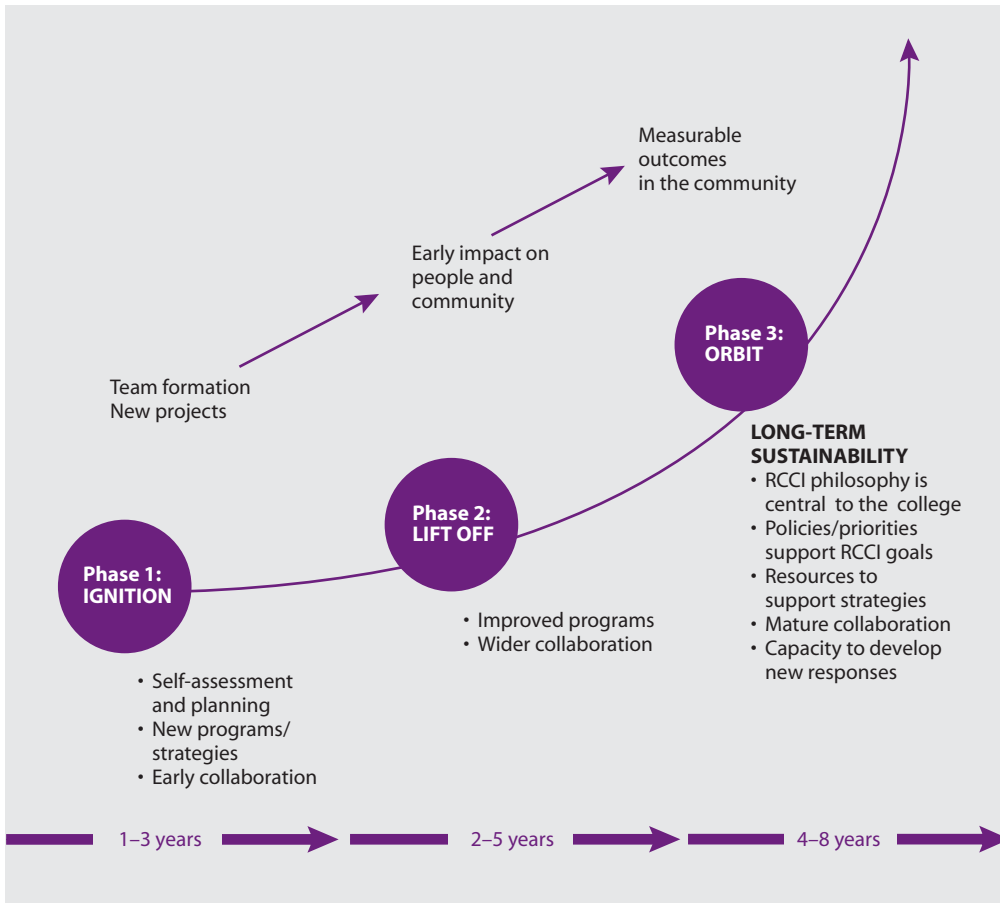 Measurable
outcomes
in the community
Early impact on
people and
community
Team formation
New projects
Phase 1:
IGNITION
• Self-assessment
and planning
• New programs/
strategies
• Early collaboration
Phase 2:
LIFT OFF
• Improved programs
• Wider collaboration
Phase 3:
ORBIT
LONG-TERM
SUSTAINABILITY
• RCCI philosophy is
central to the college
• Policies/priorities
support RCCI goals
• Resources to
support strategies
• Mature collaboration
• Capacity to develop
new responses
1–3 years
2–5 years
4–8 years